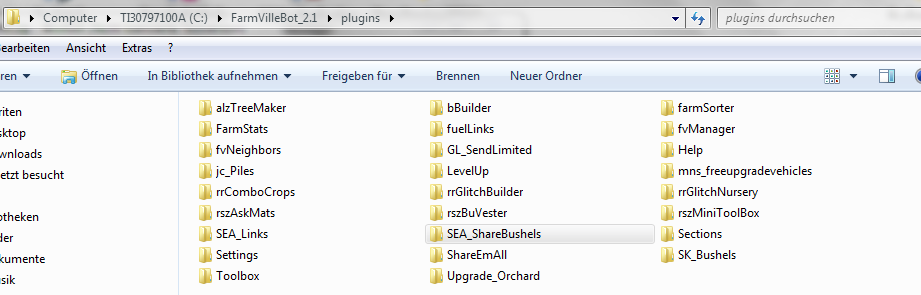 Computer ▸ TI30797100A (C:) ▸ FarmVilleBot_2.1 ▸ plugins ▸ plugins durchsuchen
earbeiten Ansicht Extras ?
ren Öffnen In Bibliothek aufnehmen Freigeben für Brennen Neuer Ordner
riten
sktop
wnloads
etzt besucht
otheken
der
kumente
sik
alzTreeMaker bBuilder farmSorter
FarmStats fuelLinks fvManager
fvNeighbors GL_SendLimited Help
jc_Piles LevelUp mns_freeupgradevehicles
rrComboCrops rrGlitchBuilder rrGlitchNursery
rszAskMats rszBuVester rszMiniToolBox
SEA_Links SEA_ShareBushels Sections
Settings ShareEmAll SK_Bushels
Toolbox Upgrade_Orchard